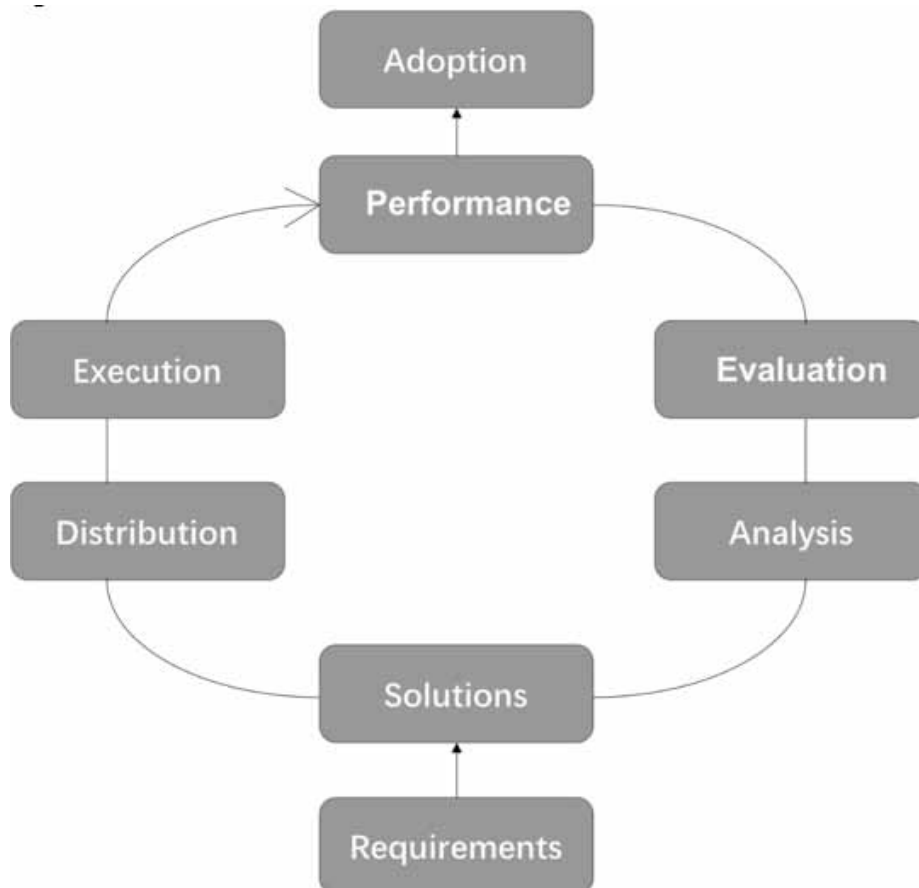 Adoption
Performance
Execution
Evaluation
Distribution
Analysis
Solutions
Requirements